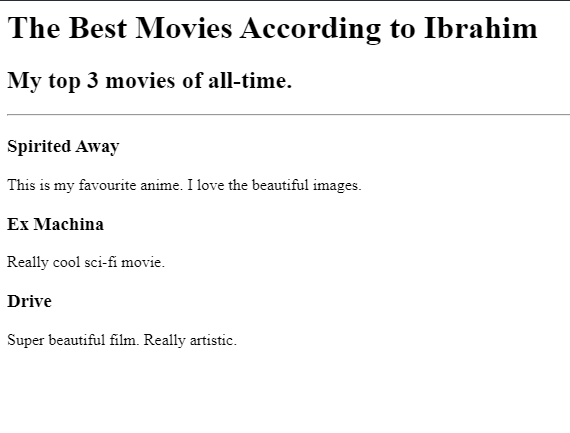 The Best Movies According to Ibrahim
My top 3 movies of all-time.
Spirited Away
This is my favourite anime. I love the beautiful images.
Ex Machina
Really cool sci-fi movie.
Drive
Super beautiful film. Really artistic.